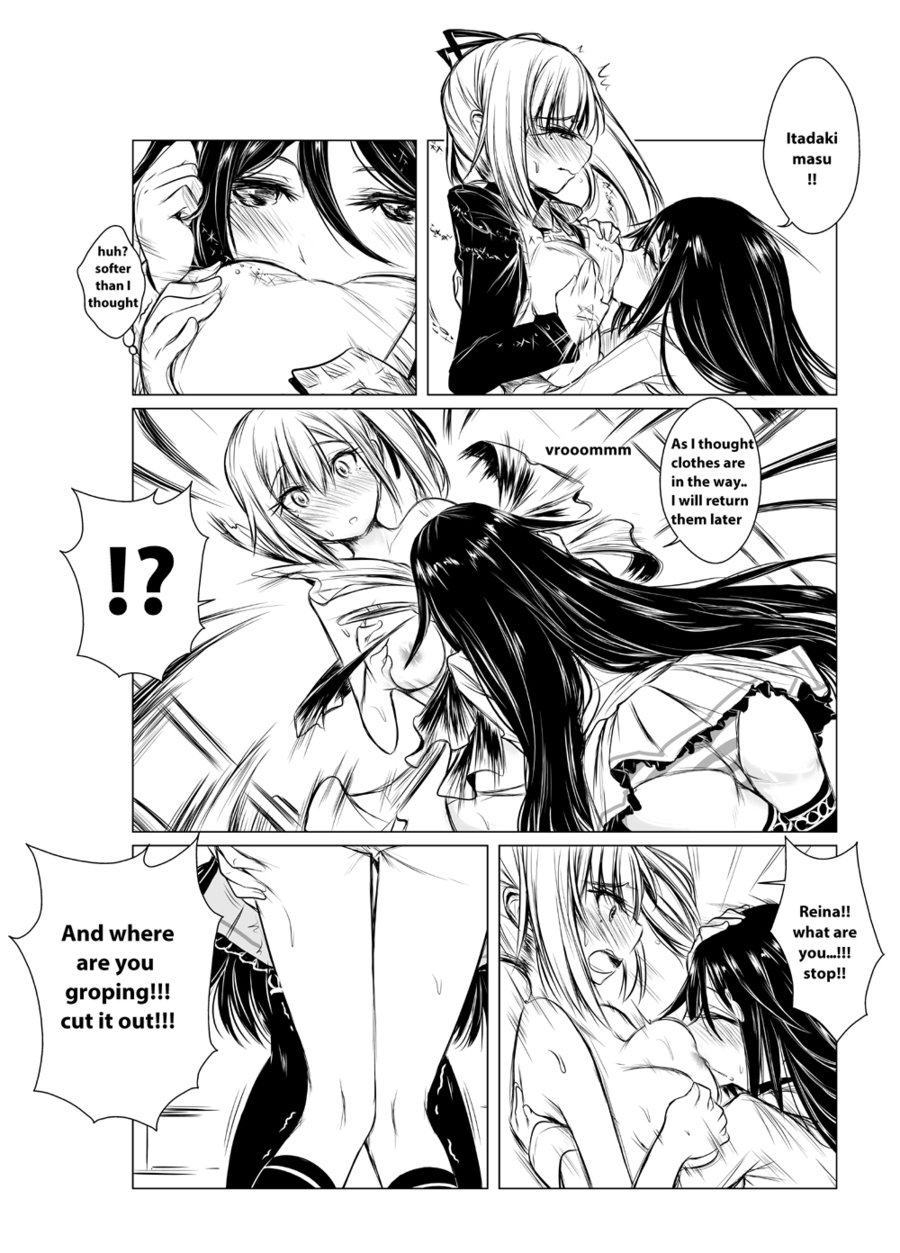 Itadaki
masu
!!
huh?
softer
than I
thought
As I thought
clothes are
in the way..
I will return
them later
vrooommm
!?
Reina!!
what are
you...!!!
stop!!
And where
are you
groping!!!
cut it out!!!